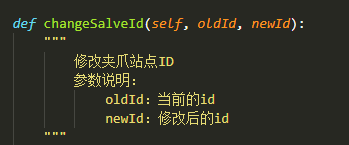 def changeSalveId(self, oldId, newId):
"""
修改夹爪站点ID
参数说明:
oldId: 当前的id
newId: 修改后的id
"""